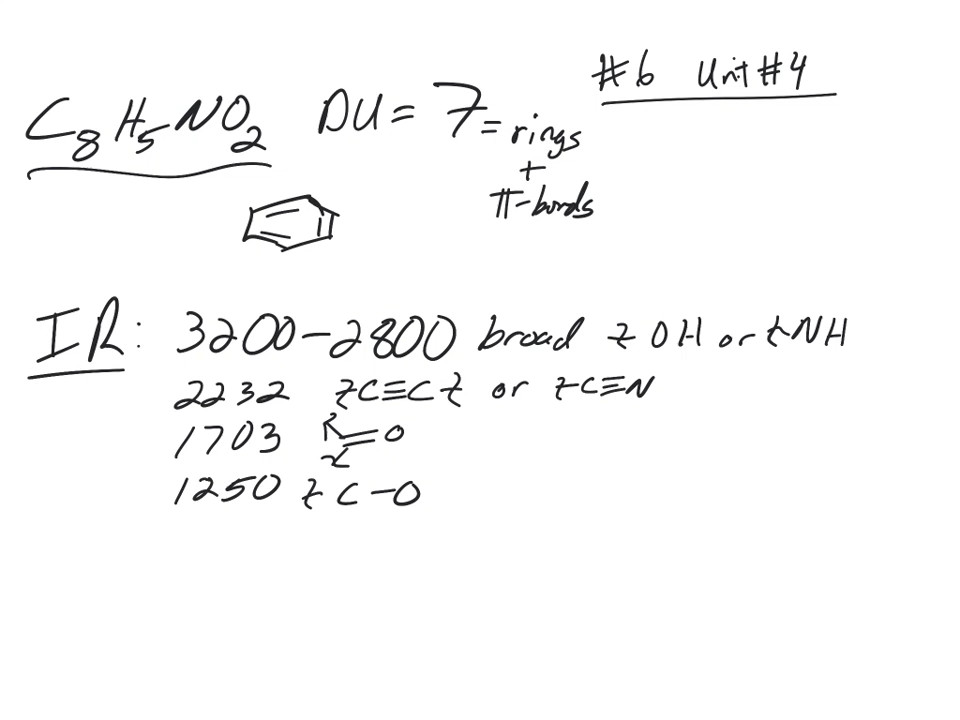 #6 Unit #4
C8H5NO2 DU = 7 = rings
+
π-bonds
IR: 3200-2800 broad OH or NH
2232 C≡C or C≡N
1703 R =O
1250 C-O